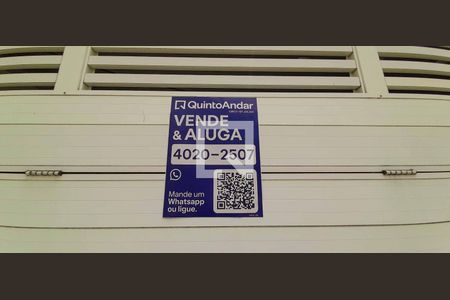 QuintoAndar
VENDE
& ALUGA
4020-2507
Mande um
Whatsapp
ou ligue.